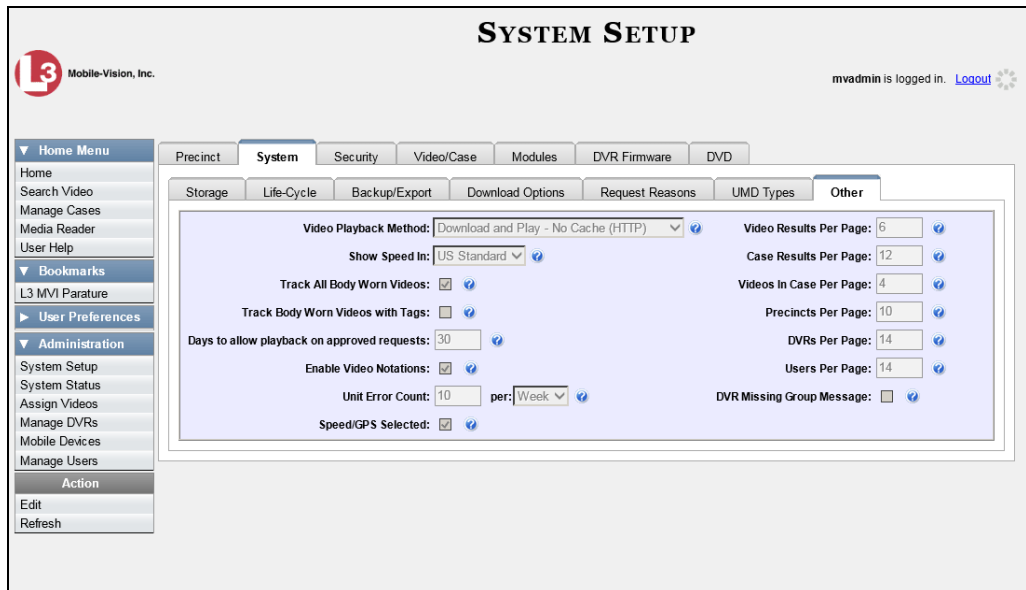 SYSTEM SETUP
L3 Mobile-Vision, Inc.
mvadmin is logged in. Logout
Home Menu
Home
Search Video
Manage Cases
Media Reader
User Help
Bookmarks
L3 MVI Parature
User Preferences
Administration
System Setup
System Status
Assign Videos
Manage DVRs
Mobile Devices
Manage Users
Action
Edit
Refresh
Precinct System Security Video/Case Modules DVR Firmware DVD
Storage Life-Cycle Backup/Export Download Options Request Reasons UMD Types Other
Video Playback Method: Download and Play - No Cache (HTTP) ?
Show Speed In: US Standard ?
Track All Body Worn Videos: ?
Track Body Worn Videos with Tags: ?
Days to allow playback on approved requests: 30 ?
Enable Video Notations: ?
Unit Error Count: 10 per: Week ?
Speed/GPS Selected: ?
Video Results Per Page: 6 ?
Case Results Per Page: 12 ?
Videos In Case Per Page: 4 ?
Precincts Per Page: 10 ?
DVRs Per Page: 14 ?
Users Per Page: 14 ?
DVR Missing Group Message: ?